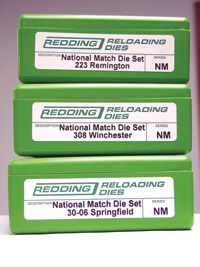 REDDING RELOADING DIES
DESCRIPTION National Match Die Set SERIES
223 Remington NM
REDDING RELOADING DIES
DESCRIPTION National Match Die Set SERIES
308 Winchester NM
REDDING RELOADING DIES
DESCRIPTION National Match Die Set SERIES
30-06 Springfield NM